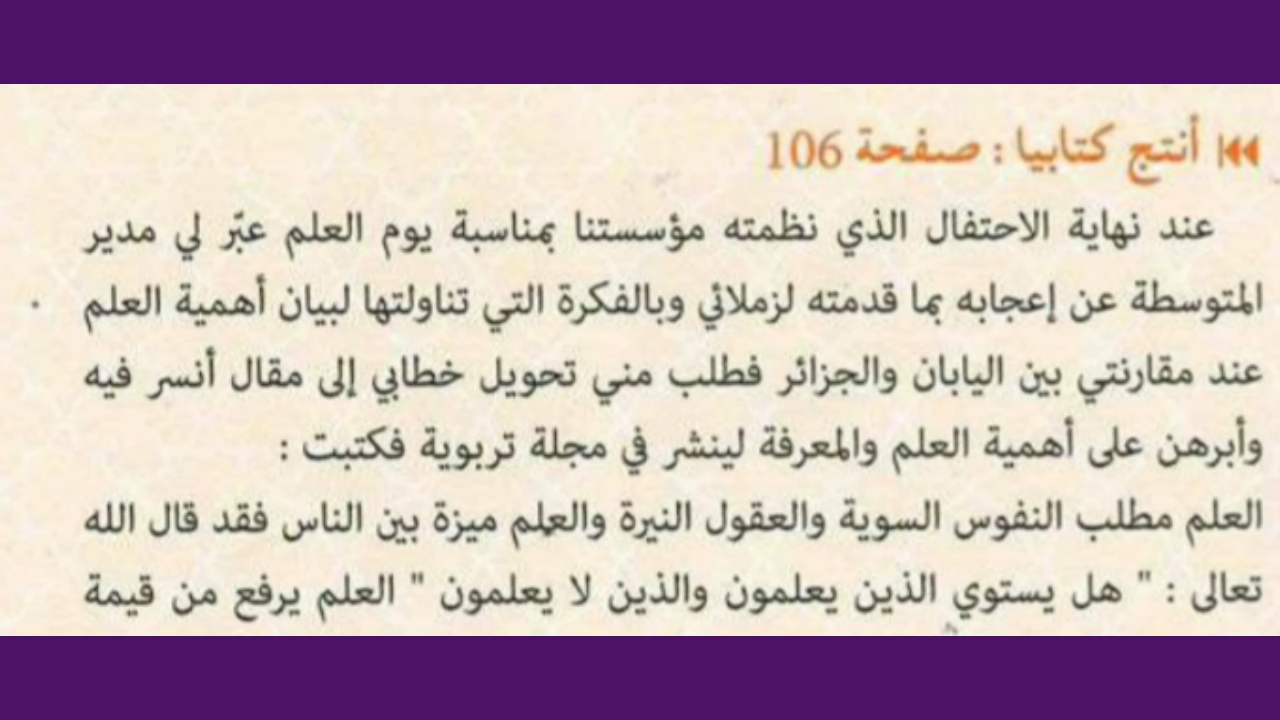 أنتج كتابيا : صفحة 106
عند نهاية الاحتفال الذي نظمته مؤسستنا بمناسبة يوم العلم عبّر لي مدير
المتوسطة عن إعجابه بما قدمته لزملائي وبالفكرة التي تناولتها لبيان أهمية العلم
عند مقارنتي بين اليابان والجزائر فطلب مني تحويل خطابي إلى مقال أنسر فيه
وأبرهن على أهمية العلم والمعرفة لينشر في مجلة تربوية فكتبت :
العلم مطلب النفوس السوية والعقول النيرة والعلم ميزة بين الناس فقد قال الله
تعالى : " هل يستوي الذين يعلمون والذين لا يعلمون " العلم يرفع من قيمة